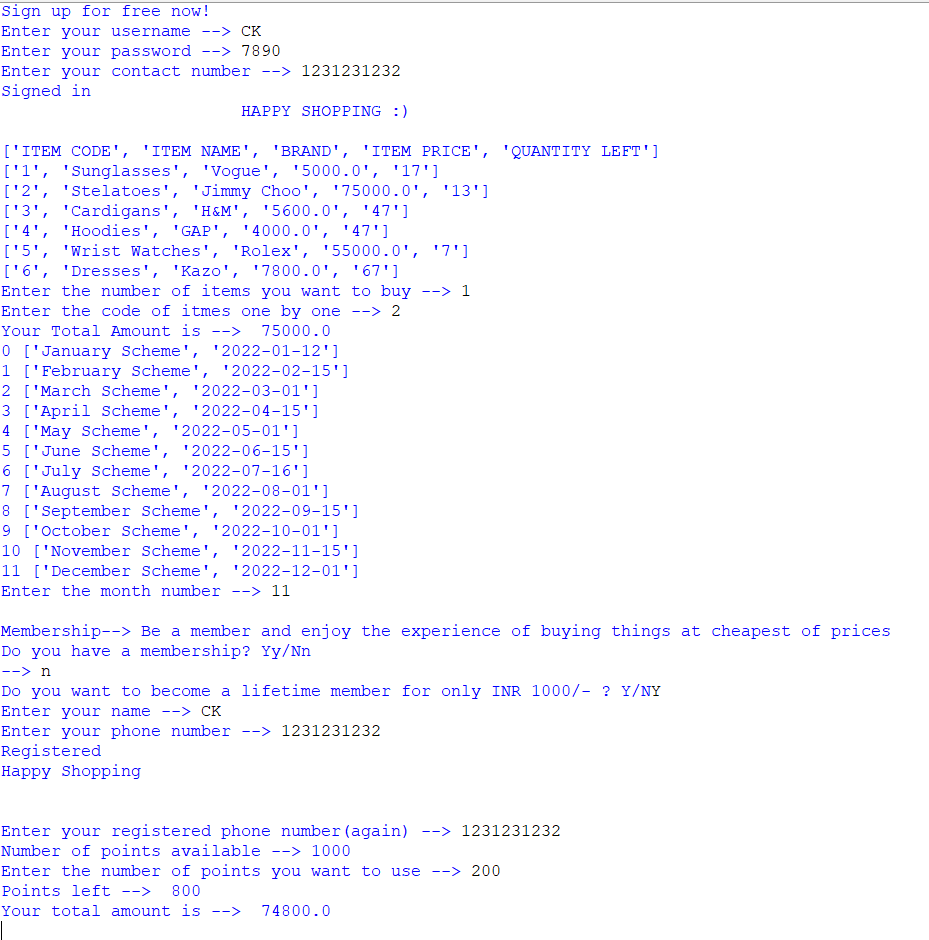 Sign up for free now!
Enter your username --> CK
Enter your password --> 7890
Enter your contact number --> 1231231232
Signed in
HAPPY SHOPPING :)
['ITEM CODE', 'ITEM NAME', 'BRAND', 'ITEM PRICE', 'QUANTITY LEFT']
['1', 'Sunglasses', 'Vogue', '5000.0', '17']
['2', 'Stelatoes', 'Jimmy Choo', '75000.0', '13']
['3', 'Cardigans', 'H&M', '5600.0', '47']
['4', 'Hoodies', 'GAP', '4000.0', '47']
['5', 'Wrist Watches', 'Rolex', '55000.0', '7']
['6', 'Dresses', 'Kazo', '7800.0', '67']
Enter the number of items you want to buy --> 1
Enter the code of itmes one by one --> 2
Your Total Amount is -->  75000.0
0 ['January Scheme', '2022-01-12']
1 ['February Scheme', '2022-02-15']
2 ['March Scheme', '2022-03-01']
3 ['April Scheme', '2022-04-15']
4 ['May Scheme', '2022-05-01']
5 ['June Scheme', '2022-06-15']
6 ['July Scheme', '2022-07-16']
7 ['August Scheme', '2022-08-01']
8 ['September Scheme', '2022-09-15']
9 ['October Scheme', '2022-10-01']
10 ['November Scheme', '2022-11-15']
11 ['December Scheme', '2022-12-01']
Enter the month number --> 11
Membership--> Be a member and enjoy the experience of buying things at cheapest of prices
Do you have a membership? Yy/Nn
--> n
Do you want to become a lifetime member for only INR 1000/- ? Y/NY
Enter your name --> CK
Enter your phone number --> 1231231232
Registered
Happy Shopping
Enter your registered phone number(again) --> 1231231232
Number of points available --> 1000
Enter the number of points you want to use --> 200
Points left -->  800
Your total amount is -->  74800.0